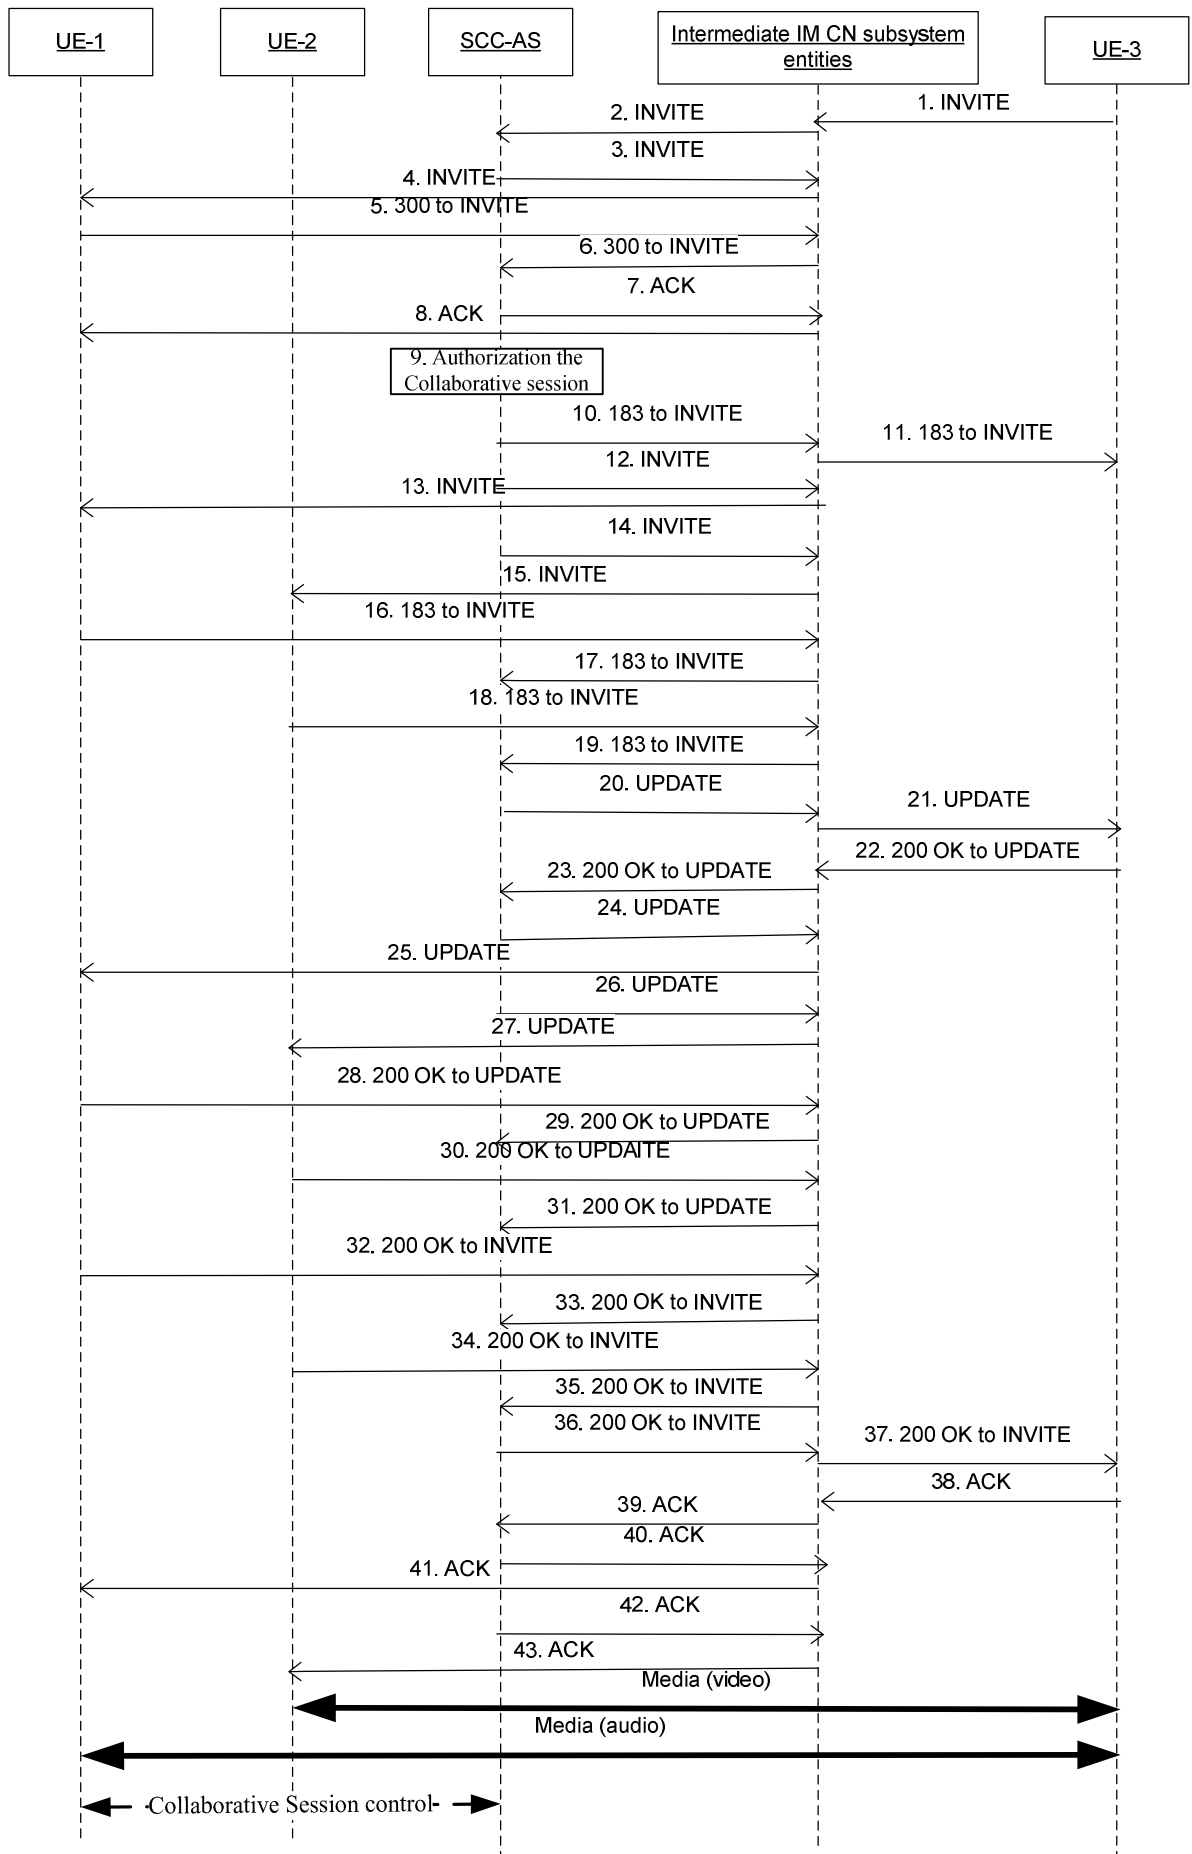 UE-1
UE-2
SCC-AS
Intermediate IM CN subsystem
entities
UE-3
1. INVITE
2. INVITE
3. INVITE
4. INVITE
5. 300 to INVITE
6. 300 to INVITE
7. ACK
8. ACK
9. Authorization the
Collaborative session
10. 183 to INVITE
11. 183 to INVITE
12. INVITE
13. INVITE
14. INVITE
15. INVITE
16. 183 to INVITE
17. 183 to INVITE
18. 183 to INVITE
19. 183 to INVITE
20. UPDATE
21. UPDATE
22. 200 OK to UPDATE
23. 200 OK to UPDATE
24. UPDATE
25. UPDATE
26. UPDATE
27. UPDATE
28. 200 OK to UPDATE
29. 200 OK to UPDATE
30. 200 OK to UPDAITE
31. 200 OK to UPDATE
32. 200 OK to INVITE
33. 200 OK to INVITE
34. 200 OK to INVITE
35. 200 OK to INVITE
36. 200 OK to INVITE
37. 200 OK to INVITE
38. ACK
39. ACK
40. ACK
41. ACK
42. ACK
43. ACK
Media (video)
Media (audio)
Collaborative Session control